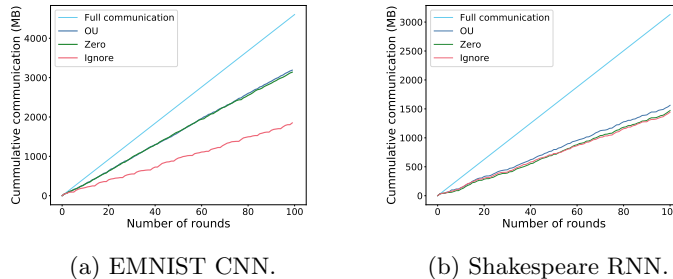 Cummulative communication (MB)
4000
3000
2000
1000
0
Full communication
OU
Zero
Ignore
0 20 40 60 80 100
Number of rounds
(a) EMNIST CNN.
Cummulative communication (MB)
3000
2500
2000
1500
1000
500
0
Full communication
OU
Zero
Ignore
0 20 40 60 80 100
Number of rounds
(b) Shakespeare RNN.